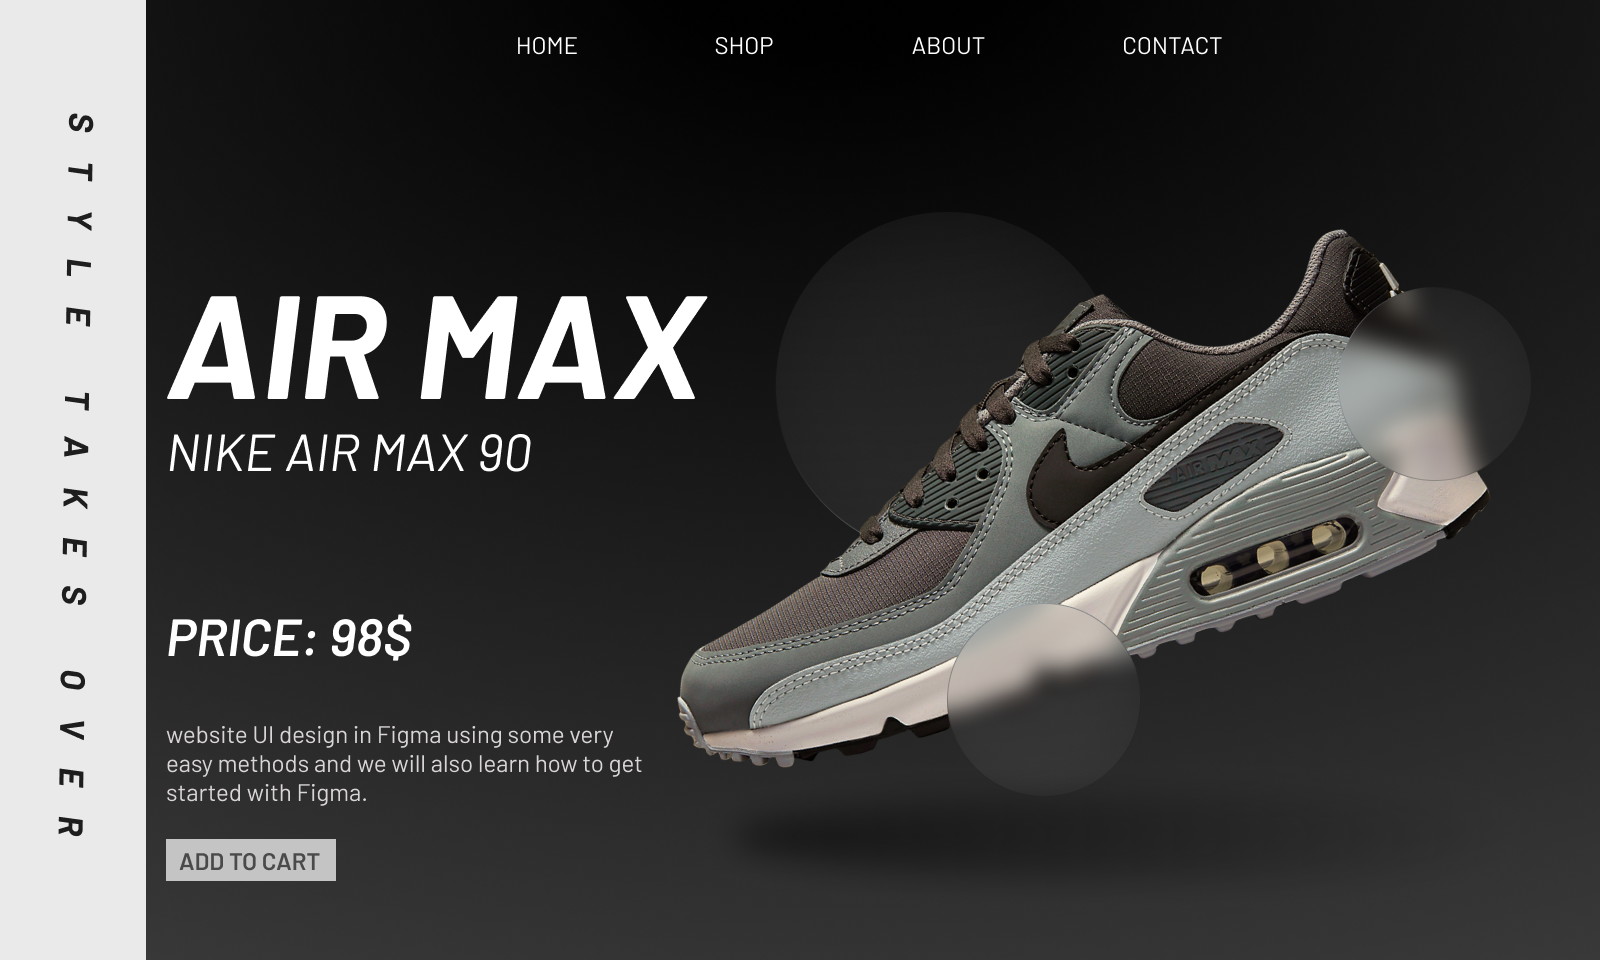 HOME SHOP ABOUT CONTACT
STYLE TAKES OVER
AIR MAX
NIKE AIR MAX 90
AIR MAX
PRICE: 98$
website UI design in Figma using some very
easy methods and we will also learn how to get
started with Figma.
ADD TO CART